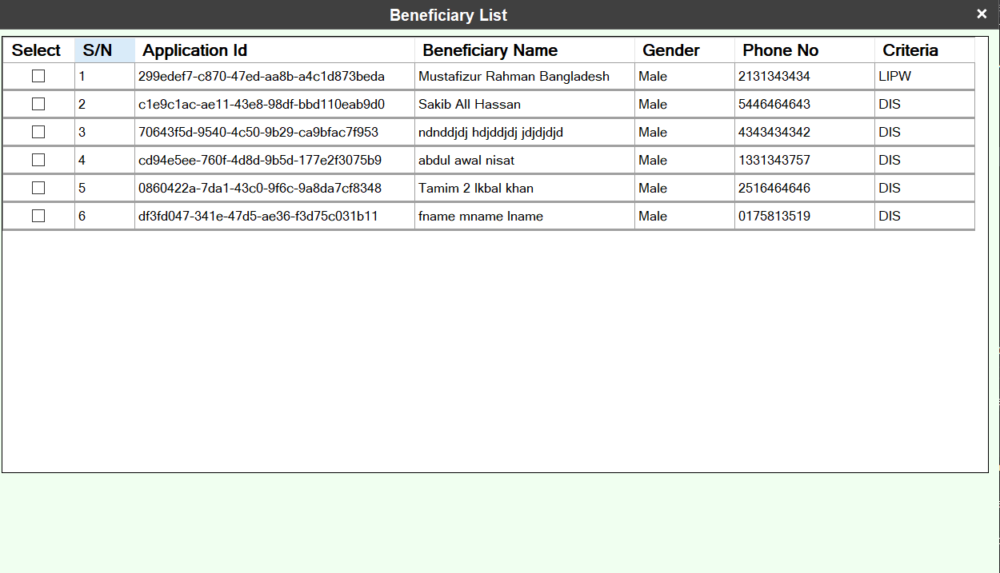 Beneficiary List
Select S/N Application Id Beneficiary Name Gender Phone No Criteria
1 299edef7-c870-47ed-aa8b-a4c1d873beda Mustafizur Rahman Bangladesh Male 2131343434 LIPW
2 c1e9c1ac-ae11-43e8-98df-bbd110eab9d0 Sakib All Hassan Male 5446464643 DIS
3 70643f5d-9540-4c50-9b29-ca9bfac7f953 ndnddjdj hdjddjdj jdjdjdjd Male 4343434342 DIS
4 cd94e5ee-760f-4d8d-9b5d-177e2f3075b9 abdul awal nisat Male 1331343757 DIS
5 0860422a-7da1-43c0-9f6c-9a8da7cf8348 Tamim 2 Ikbal khan Male 2516464646 DIS
6 df3fd047-341e-47d5-ae36-f3d75c031b11 fname mname lname Male 0175813519 DIS